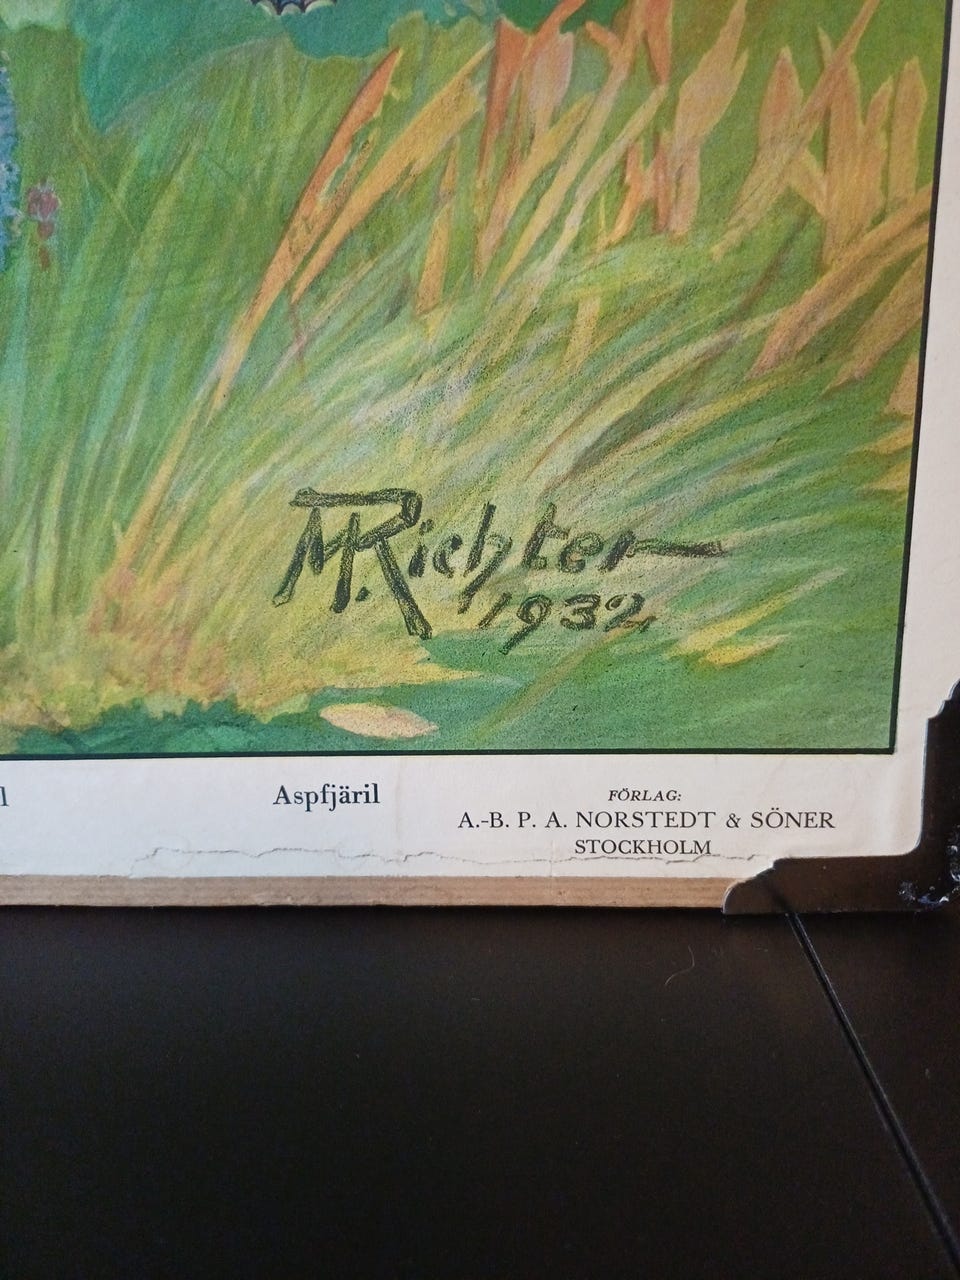 M. Richter
1932
Aspfjäril
FÖRLAG:
A.-B. P. A. NORSTEDT & SÖNER
STOCKHOLM